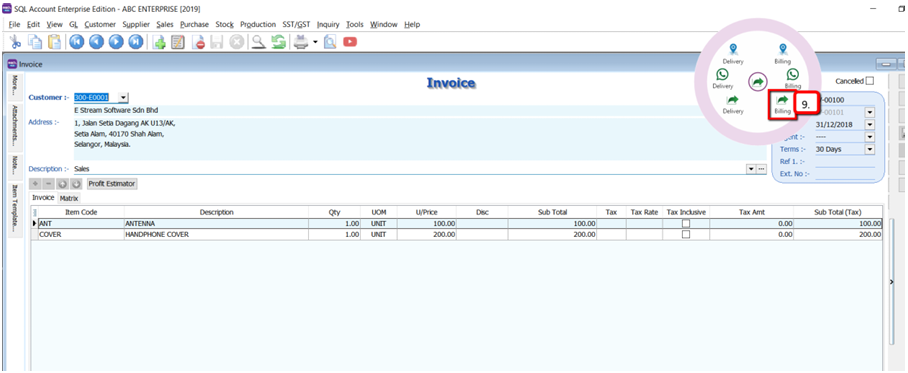 SQL Account Enterprise Edition - ABC ENTERPRISE [2019]
File Edit View GL Customer Supplier Sales Purchase Stock Production SST/GST Inquiry Tools Window Help
Invoice
More...
Attachments...
Note...
Item Template...
Invoice
Customer :- 300-E0001
E Stream Software Sdn Bhd
Address :- 1, Jalan Setia Dagang AK U13/AK,
Setia Alam, 40170 Shah Alam,
Selangor, Malaysia.
Description :- Sales
Delivery Billing
Delivery Billing
Delivery Billing
9.
Cancelled
-00100
-00101
31/12/2018
Agent :- ----
Terms :- 30 Days
Ref 1. :-
Ext. No :-
Profit Estimator
Invoice Matrix
Item Code Description Qty UOM U/Price Disc Sub Total Tax Tax Rate Tax Inclusive Tax Amt Sub Total (Tax)
ANT ANTENNA 1.00 UNIT 100.00 100.00 0.00 100.00
COVER HANDPHONE COVER 1.00 UNIT 200.00 200.00 0.00 200.00